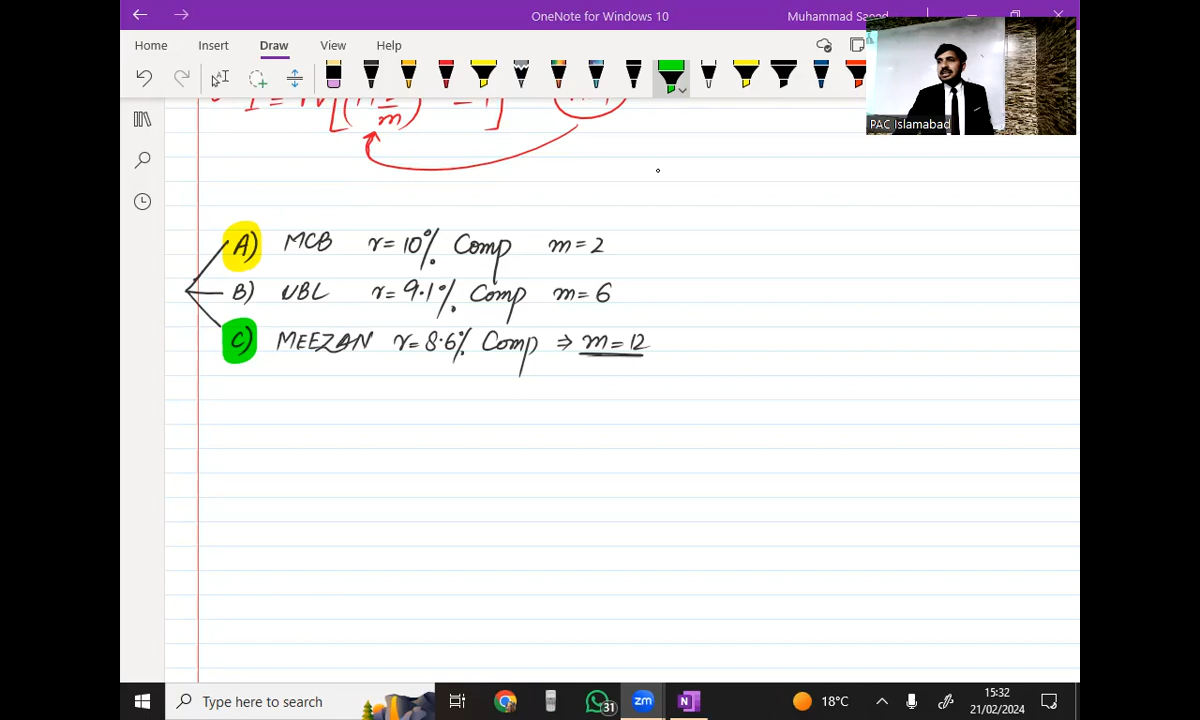 OneNote for Windows 10
Muhammad Saeed
Home Insert Draw View Help
PAC Islamabad
m
A) MCB r = 10% Comp m = 2
B) UBL r = 9.1% Comp m = 6
C) MEEZAN r = 8.6% Comp ⇒ m = 12
Type here to search
31
zm
N
18°C
15:32
21/02/2024